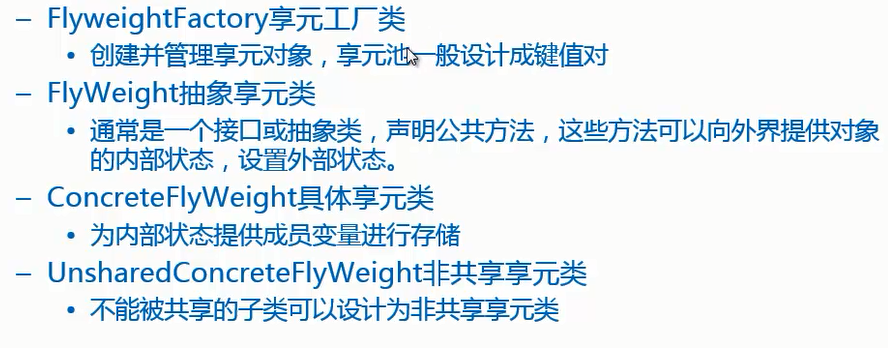 – FlyweightFactory享元工厂类
• 创建并管理享元对象，享元池一般设计成键值对
– FlyWeight抽象享元类
• 通常是一个接口或抽象类，声明公共方法，这些方法可以向外界提供对象
的内部状态，设置外部状态。
– ConcreteFlyWeight具体享元类
• 为内部状态提供成员变量进行存储
– UnsharedConcreteFlyWeight非共享享元类
• 不能被共享的子类可以设计为非共享享元类